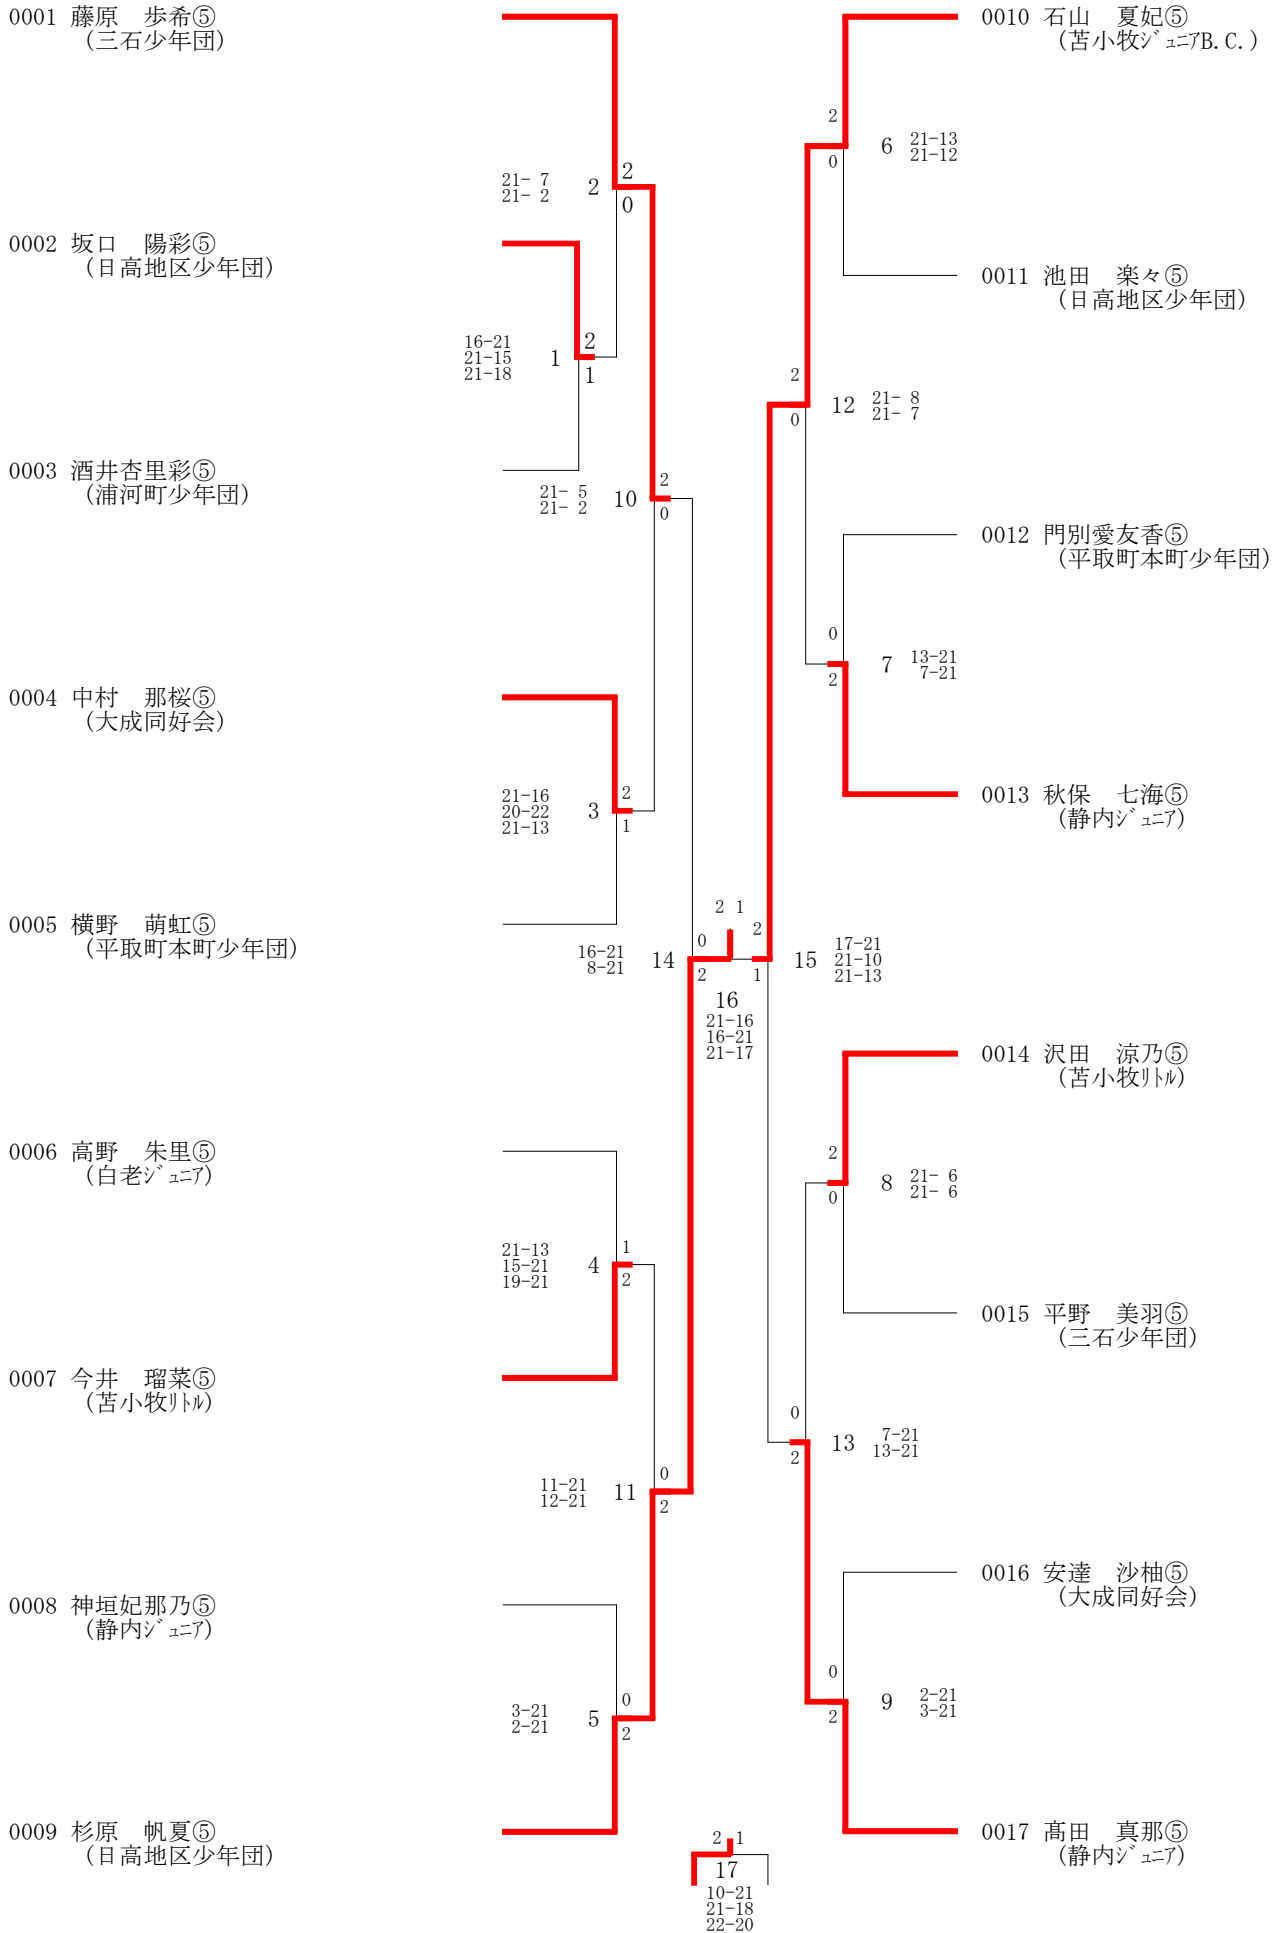 0001 藤原　歩希⑤
（三石少年団）
21- 7
21- 2
2
2
0
0002 坂口　陽彩⑤
（日高地区少年団）
16-21
21-15
21-18
1
2
1
0003 酒井杏里彩⑤
（浦河町少年団）
21- 5
21- 2
10
2
0
0004 中村　那桜⑤
（大成同好会）
21-16
20-22
21-13
3
2
1
0005 横野　萌虹⑤
（平取町本町少年団）
16-21
8-21
14
0
2
0006 高野　朱里⑤
（白老ｼﾞｭﾆｱ）
21-13
15-21
19-21
4
1
2
0007 今井　瑠菜⑤
（苫小牧ﾘﾄﾙ）
11-21
12-21
11
0
2
0008 神垣妃那乃⑤
（静内ｼﾞｭﾆｱ）
3-21
2-21
5
0
2
0009 杉原　帆夏⑤
（日高地区少年団）
2 1
16
21-16
16-21
21-17
2 1
17
10-21
21-18
22-20
0010 石山　夏妃⑤
（苫小牧ｼﾞｭﾆｱB.C.）
2
0
6
21-13
21-12
0011 池田　楽々⑤
（日高地区少年団）
2
0
12
21- 8
21- 7
0012 門別愛友香⑤
（平取町本町少年団）
0
2
7
13-21
7-21
0013 秋保　七海⑤
（静内ｼﾞｭﾆｱ）
2
1
15
17-21
21-10
21-13
0014 沢田　涼乃⑤
（苫小牧ﾘﾄﾙ）
2
0
8
21- 6
21- 6
0015 平野　美羽⑤
（三石少年団）
0
2
13
7-21
13-21
0016 安達　沙柚⑤
（大成同好会）
0
2
9
2-21
3-21
0017 髙田　真那⑤
（静内ｼﾞｭﾆｱ）